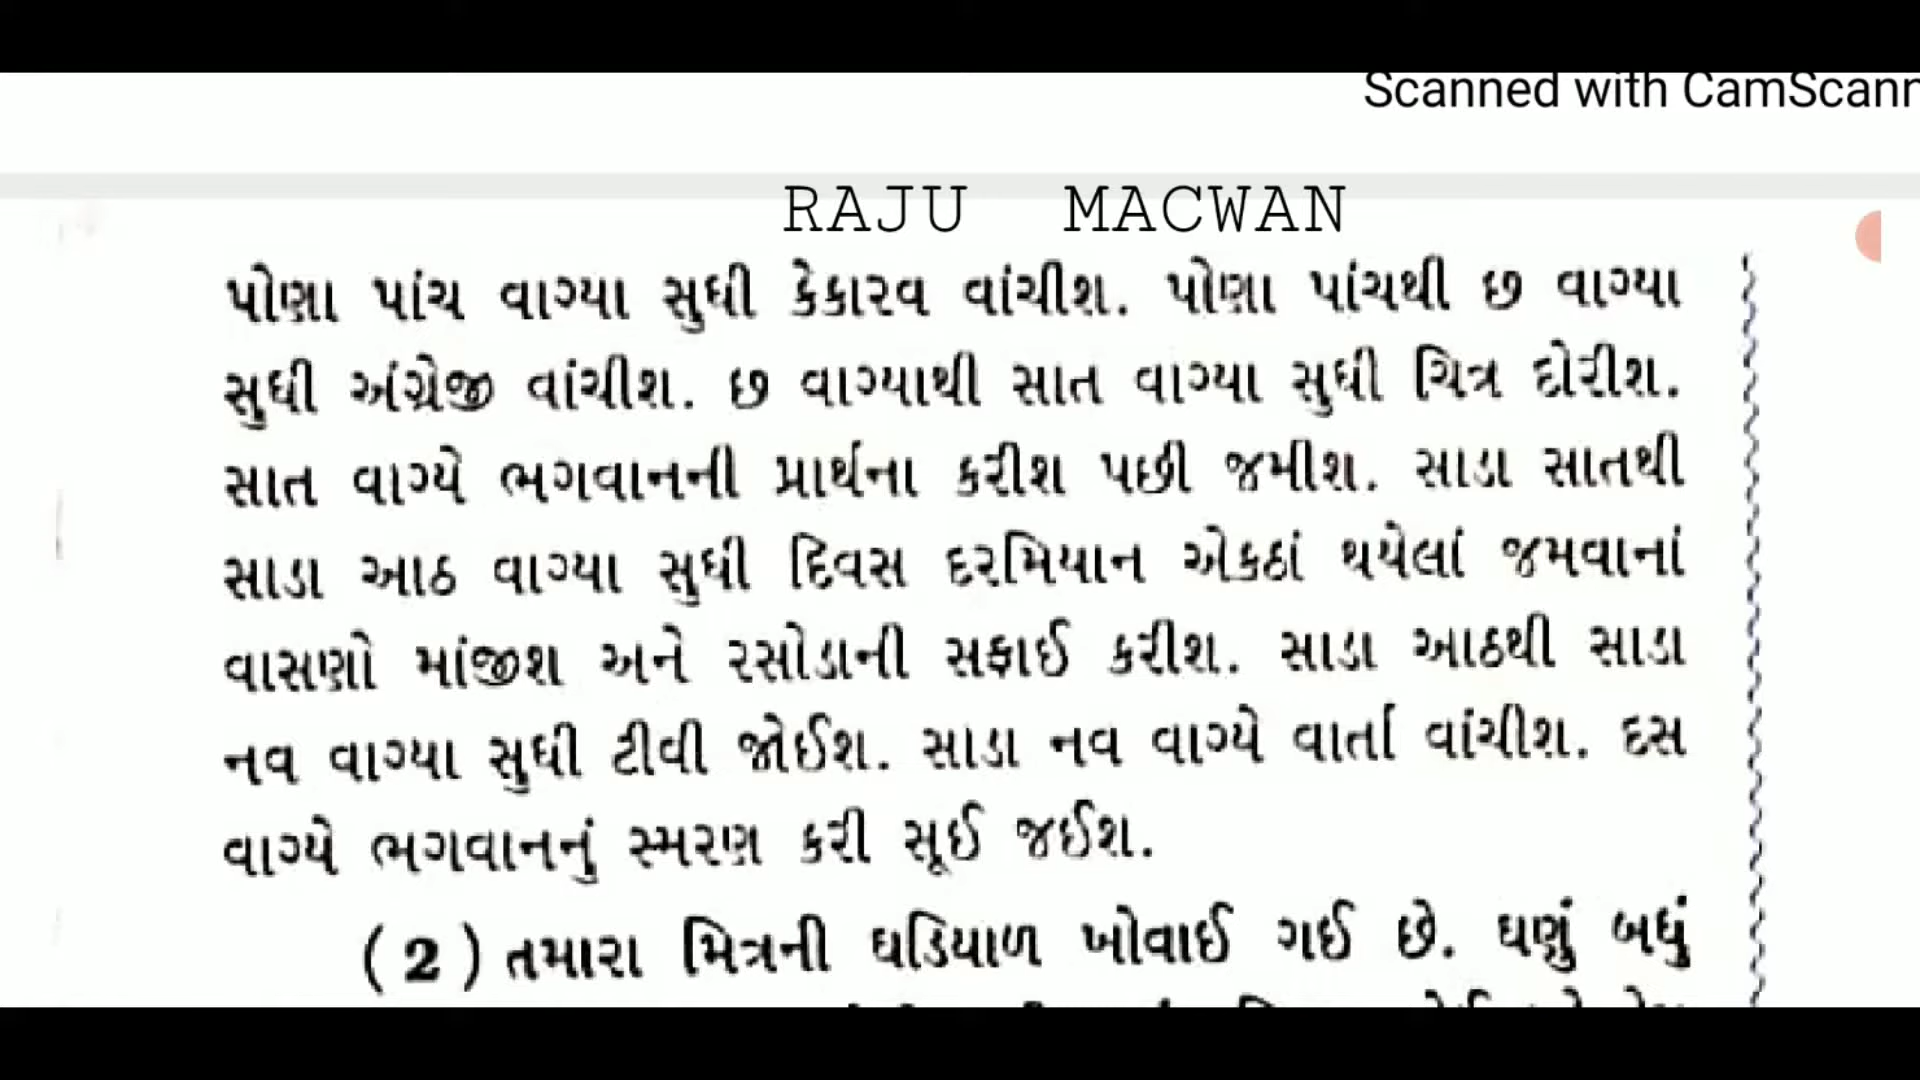 Scanned with CamScann
RAJU MACWAN
પોણા પાંચ વાગ્યા સુધી કેકારવ વાંચીશ. પોણા પાંચથી છ વાગ્યા
સુધી અંગ્રેજી વાંચીશ. છ વાગ્યાથી સાત વાગ્યા સુધી ચિત્ર દોરીશ.
સાત વાગ્યે ભગવાનની પ્રાર્થના કરીશ પછી જમીશ. સાડા સાતથી
સાડા આઠ વાગ્યા સુધી દિવસ દરમિયાન એકઠાં થયેલાં જમવાનાં
વાસણો માંજીશ અને રસોડાની સફાઈ કરીશ. સાડા આઠથી સાડા
નવ વાગ્યા સુધી ટીવી જોઈશ. સાડા નવ વાગ્યે વાર્તા વાંચીશ. દસ
વાગ્યે ભગવાનનું સ્મરણ કરી સૂઈ જઈશ.
(2) તમારા મિત્રની ઘડિયાળ ખોવાઈ ગઈ છે. ઘણું બધું